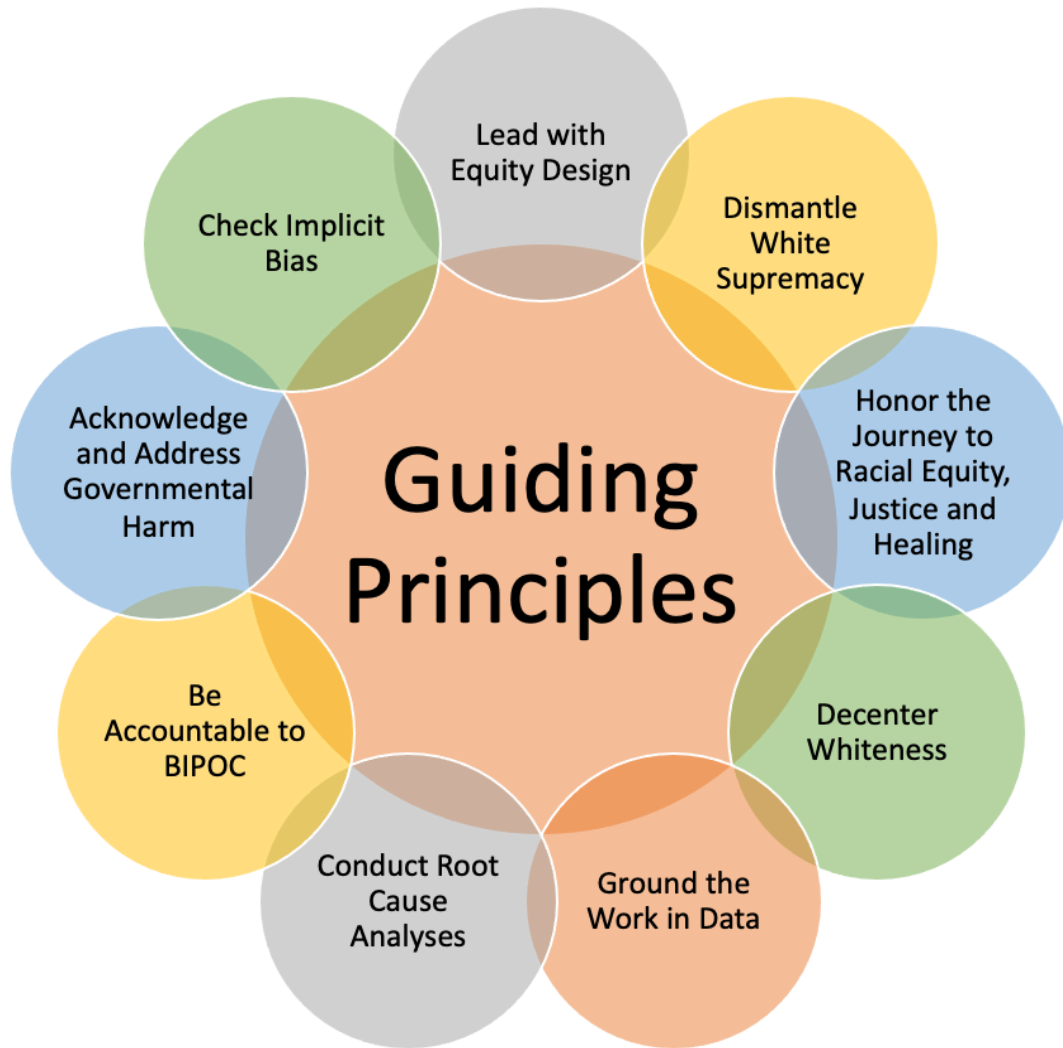 Lead with
Equity Design
Dismantle
White
Supremacy
Honor the
Journey to
Racial Equity,
Justice and
Healing
Decenter
Whiteness
Ground the
Work in Data
Conduct Root
Cause
Analyses
Be
Accountable to
BIPOC
Acknowledge
and Address
Governmental
Harm
Check Implicit
Bias
Guiding
Principles